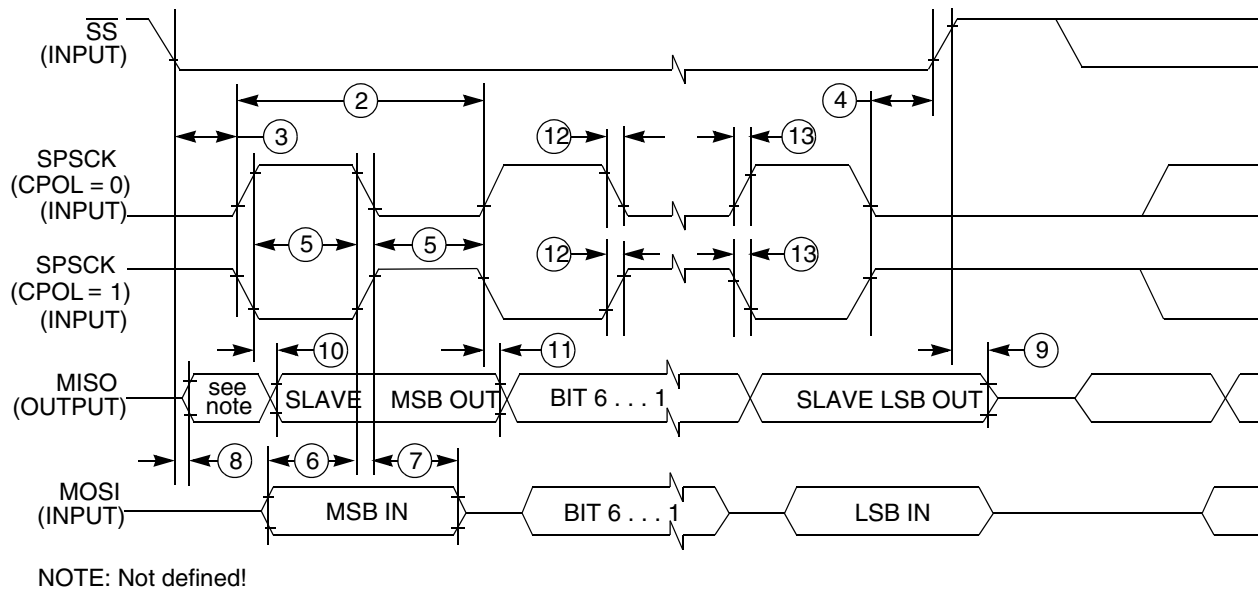 SS
(INPUT)
2
4
3
12
13
SPSCK
(CPOL = 0)
(INPUT)
5
5
12
13
SPSCK
(CPOL = 1)
(INPUT)
10
11
9
MISO
(OUTPUT)
see
note
SLAVE
MSB OUT
BIT 6 . . . 1
SLAVE LSB OUT
8
6
7
MOSI
(INPUT)
MSB IN
BIT 6 . . . 1
LSB IN
NOTE: Not defined!